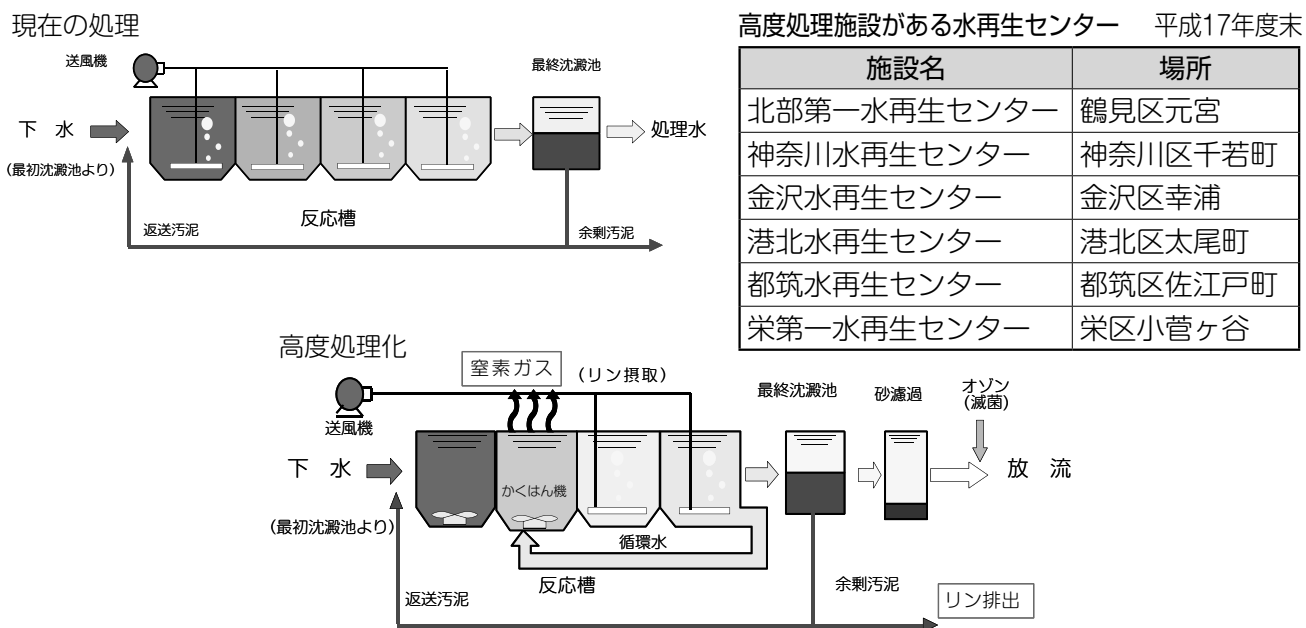 現在の処理
送風機
最終沈澱池
下 水
処理水
(最初沈澱池より)
返送汚泥
反応槽
余剰汚泥
高度処理施設がある水再生センター 平成17年度末
施設名 場所
北部第一水再生センター 鶴見区元宮
神奈川水再生センター 神奈川区千若町
金沢水再生センター 金沢区幸浦
港北水再生センター 港北区太尾町
都筑水再生センター 都筑区佐江戸町
栄第一水再生センター 栄区小菅ヶ谷
高度処理化
窒素ガス
(リン摂取)
送風機
最終沈澱池
砂濾過
オゾン
(滅菌)
下 水
かくはん機
放 流
(最初沈澱池より)
循環水
反応槽
返送汚泥
余剰汚泥
リン排出